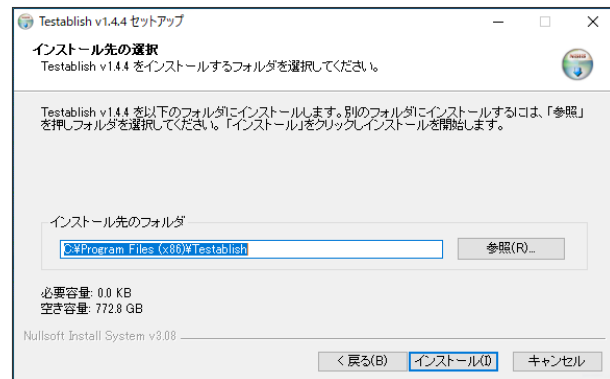 Testablish v1.4.4 セットアップ
インストール先の選択
Testablish v1.4.4 をインストールするフォルダを選択してください。
Testablish v1.4.4 を以下のフォルダにインストールします。別のフォルダにインストールするには、「参照」
を押しフォルダを選択してください。「インストール」をクリックしインストールを開始します。
インストール先のフォルダ
C:¥Program Files (x86)¥Testablish
参照(R)...
必要容量: 0.0 KB
空き容量: 772.8 GB
Nullsoft Install System v3.08
< 戻る(B)
インストール(I)
キャンセル